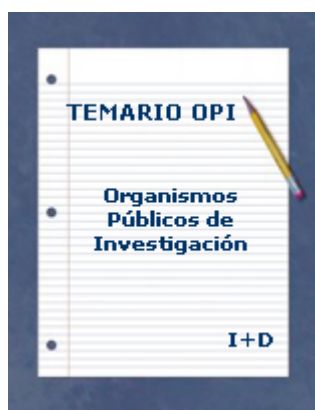 TEMARIO OPI
Organismos
Públicos de
Investigación
I+D